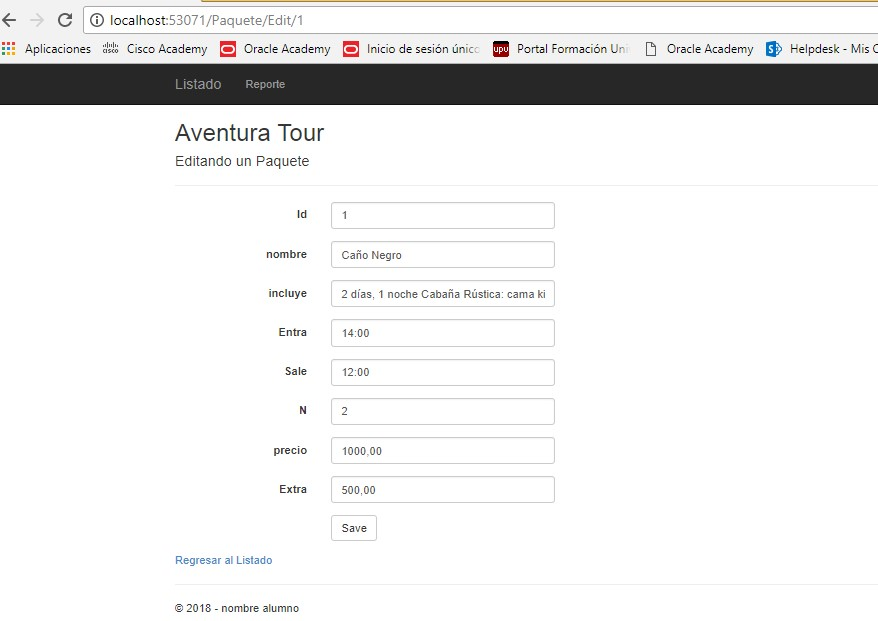 localhost:53071/Paquete/Edit/1
Aplicaciones Cisco Academy Oracle Academy Inicio de sesión únic upv Portal Formación Uni Oracle Academy Helpdesk - Mis C
Listado Reporte
Aventura Tour
Editando un Paquete
Id 1
nombre Caño Negro
incluye 2 días, 1 noche Cabaña Rústica: cama ki
Entra 14:00
Sale 12:00
N 2
precio 1000,00
Extra 500,00
Save
Regresar al Listado
© 2018 - nombre alumno